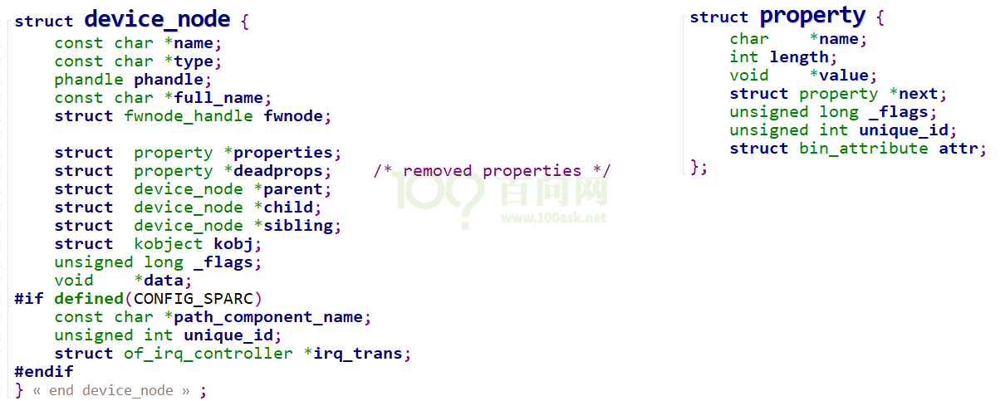 struct device_node {
    const char *name;
    const char *type;
    phandle phandle;
    const char *full_name;
    struct fwnode_handle fwnode;

    struct  property *properties;
    struct  property *deadprops;    /* removed properties */
    struct  device_node *parent;
    struct  device_node *child;
    struct  device_node *sibling;
    struct  kobject kobj;
    unsigned long _flags;
    void    *data;
#if defined(CONFIG_SPARC)
    const char *path_component_name;
    unsigned int unique_id;
    struct of_irq_controller *irq_trans;
#endif
} « end device_node » ;
struct property {
    char    *name;
    int length;
    void    *value;
    struct property *next;
    unsigned long _flags;
    unsigned int unique_id;
    struct bin_attribute attr;
};
100?
百问网
www.100ask.net